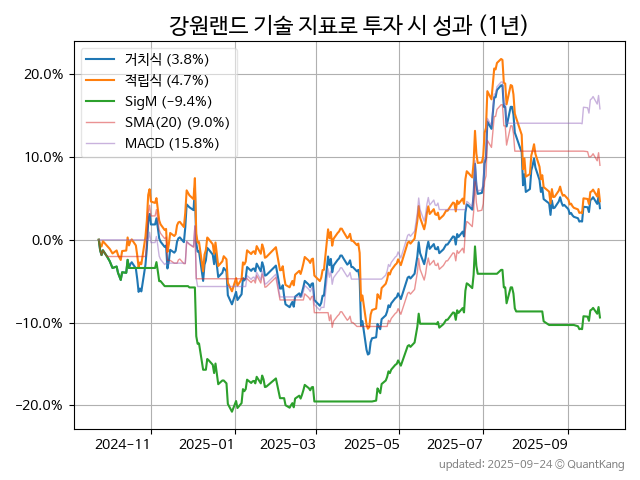 강원랜드 기술 지표로 투자 시 성과 (1년)
거치식 (3.8%)
적립식 (4.7%)
SigM (−9.4%)
SMA(20) (9.0%)
MACD (15.8%)
20.0%
10.0%
0.0%
−10.0%
−20.0%
2024-11 2025-01 2025-03 2025-05 2025-07 2025-09
updated: 2025-09-24 © QuantKang